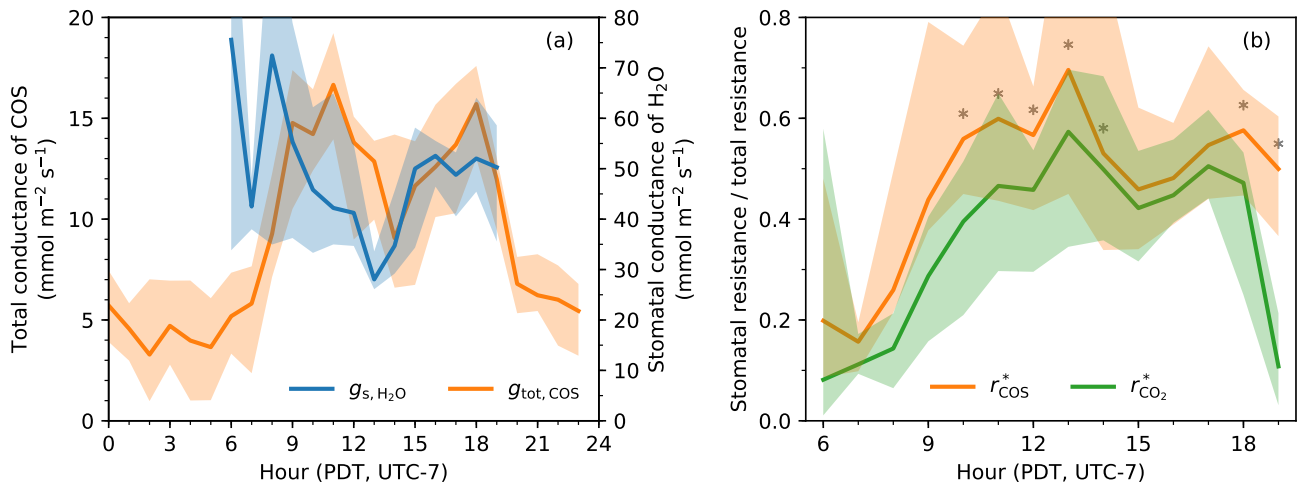 (a)
Total conductance of COS
(mmol m⁻² s⁻¹)
20
15
10
5
0
80
70
60
50
40
30
20
10
0
Stomatal conductance of H₂O
(mmol m⁻² s⁻¹)
g_s, H₂O
g_tot, COS
0 3 6 9 12 15 18 21 24
Hour (PDT, UTC-7)
(b)
Stomatal resistance / total resistance
0.8
0.6
0.4
0.2
0.0
*
*
*
*
*
*
*
r*_COS
r*_CO₂
6 9 12 15 18
Hour (PDT, UTC-7)